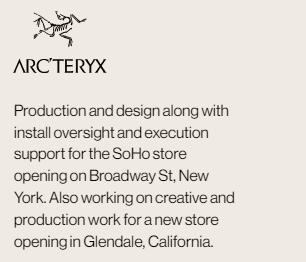 ARC'TERYX
Production and design along with
install oversight and execution
support for the SoHo store
opening on Broadway St, New
York. Also working on creative and
production work for a new store
opening in Glendale, California.